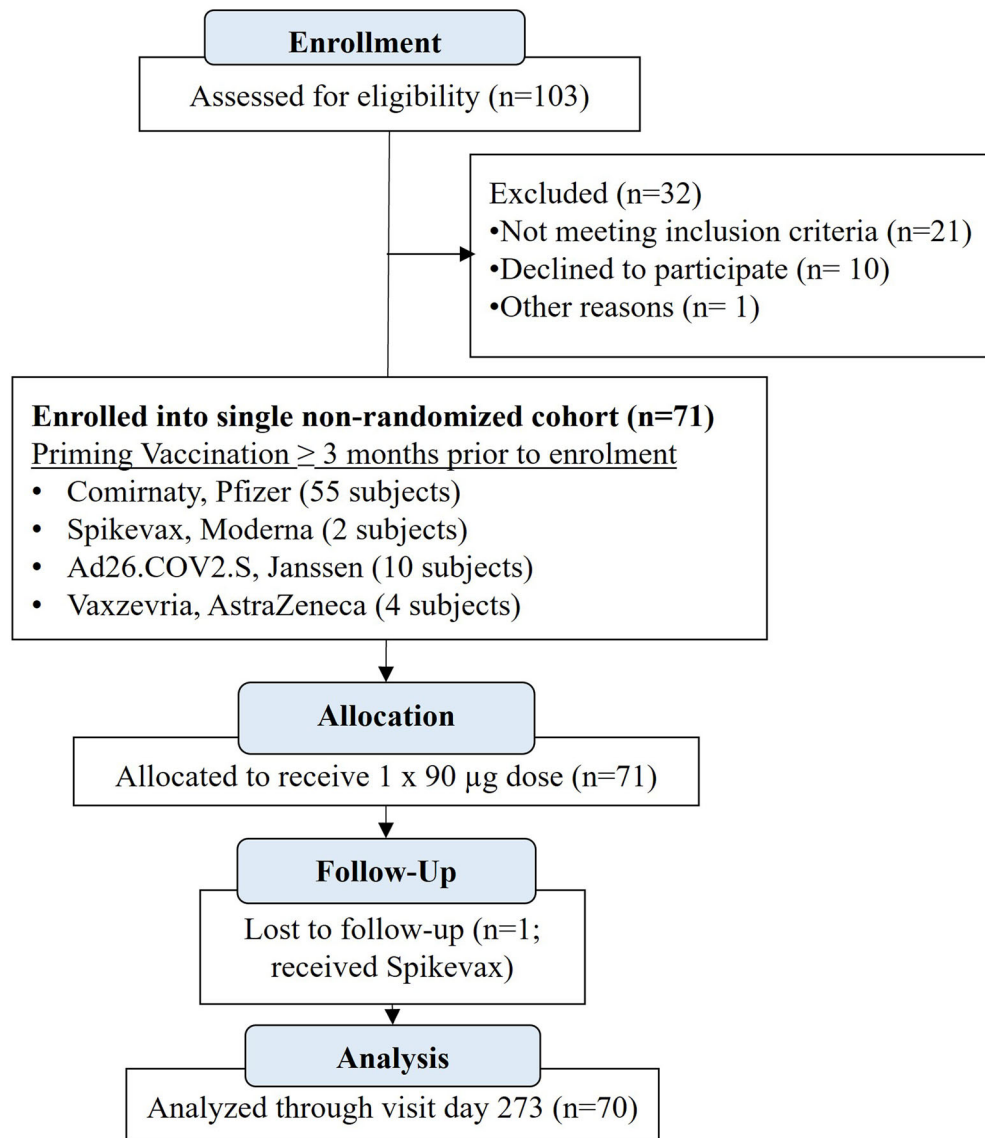 Enrollment
Assessed for eligibility (n=103)
Excluded (n=32)
•Not meeting inclusion criteria (n=21)
•Declined to participate (n= 10)
•Other reasons (n= 1)
Enrolled into single non-randomized cohort (n=71)
Priming Vaccination ≥ 3 months prior to enrolment
• Comirnaty, Pfizer (55 subjects)
• Spikevax, Moderna (2 subjects)
• Ad26.COV2.S, Janssen (10 subjects)
• Vaxzevria, AstraZeneca (4 subjects)
Allocation
Allocated to receive 1 x 90 µg dose (n=71)
Follow-Up
Lost to follow-up (n=1;
received Spikevax)
Analysis
Analyzed through visit day 273 (n=70)